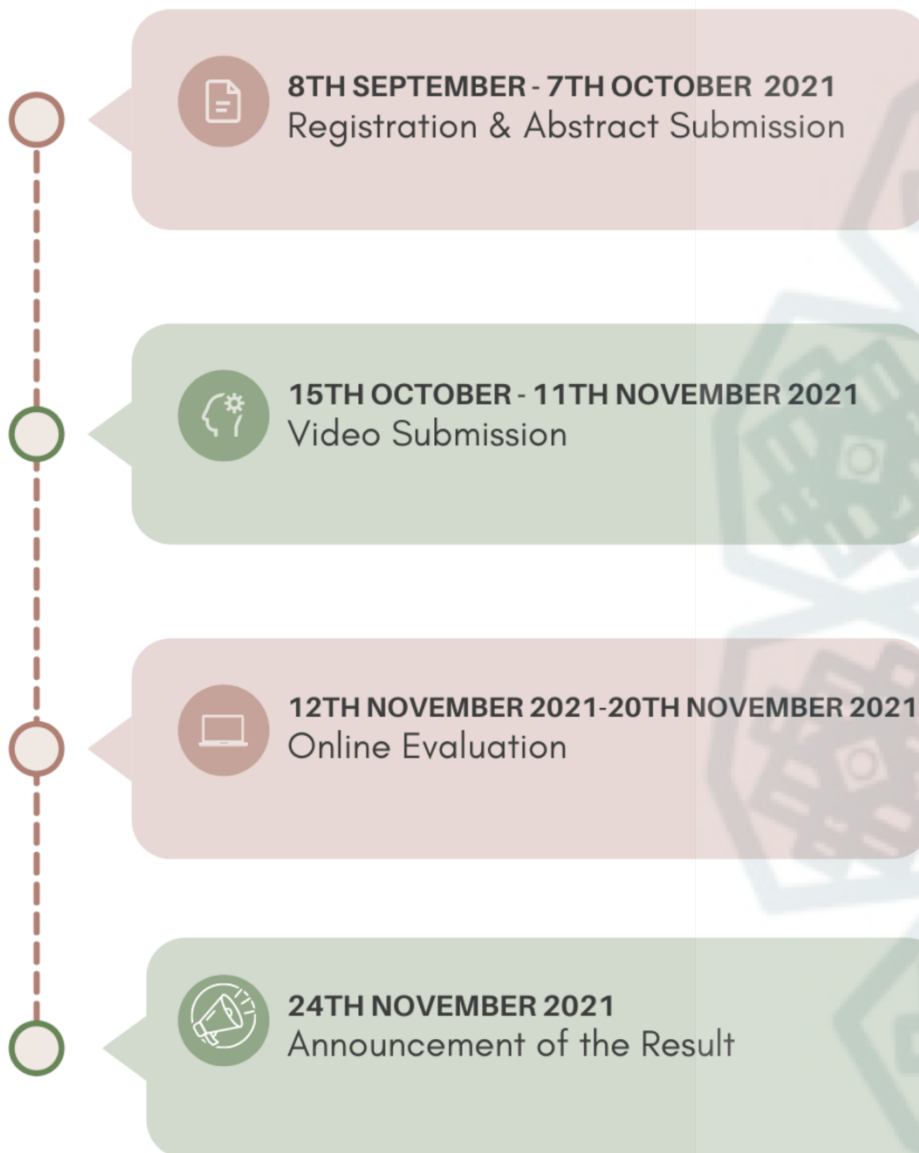 8TH SEPTEMBER - 7TH OCTOBER 2021
Registration & Abstract Submission
15TH OCTOBER - 11TH NOVEMBER 2021
Video Submission
12TH NOVEMBER 2021-20TH NOVEMBER 2021
Online Evaluation
24TH NOVEMBER 2021
Announcement of the Result